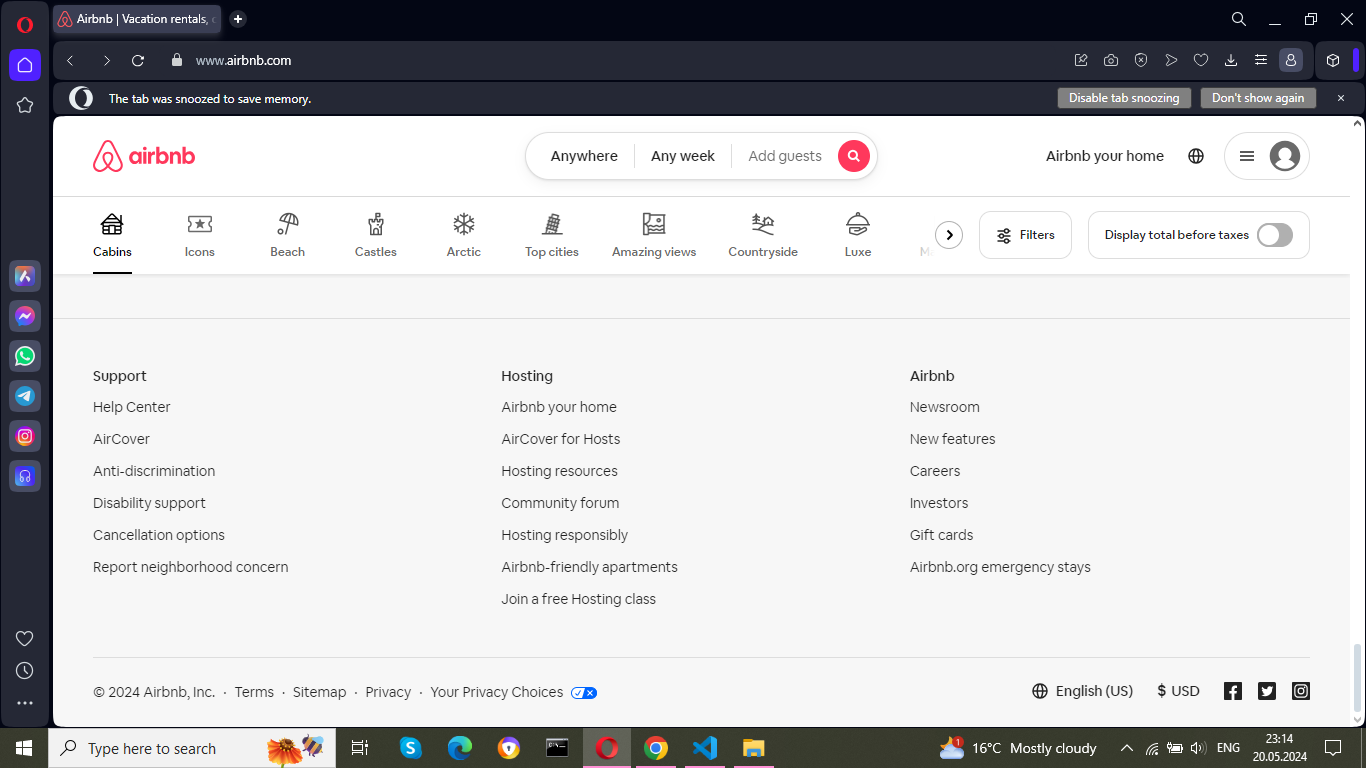 Airbnb | Vacation rentals,
www.airbnb.com
The tab was snoozed to save memory.
Disable tab snoozing
Don't show again
airbnb
Anywhere
Any week
Add guests
Airbnb your home
Cabins
Icons
Beach
Castles
Arctic
Top cities
Amazing views
Countryside
Luxe
Filters
Display total before taxes
Support
Help Center
AirCover
Anti-discrimination
Disability support
Cancellation options
Report neighborhood concern
Hosting
Airbnb your home
AirCover for Hosts
Hosting resources
Community forum
Hosting responsibly
Airbnb-friendly apartments
Join a free Hosting class
Airbnb
Newsroom
New features
Careers
Investors
Gift cards
Airbnb.org emergency stays
© 2024 Airbnb, Inc. · Terms · Sitemap · Privacy · Your Privacy Choices
English (US)
$ USD
Type here to search
1
16°C Mostly cloudy
ENG
23:14
20.05.2024